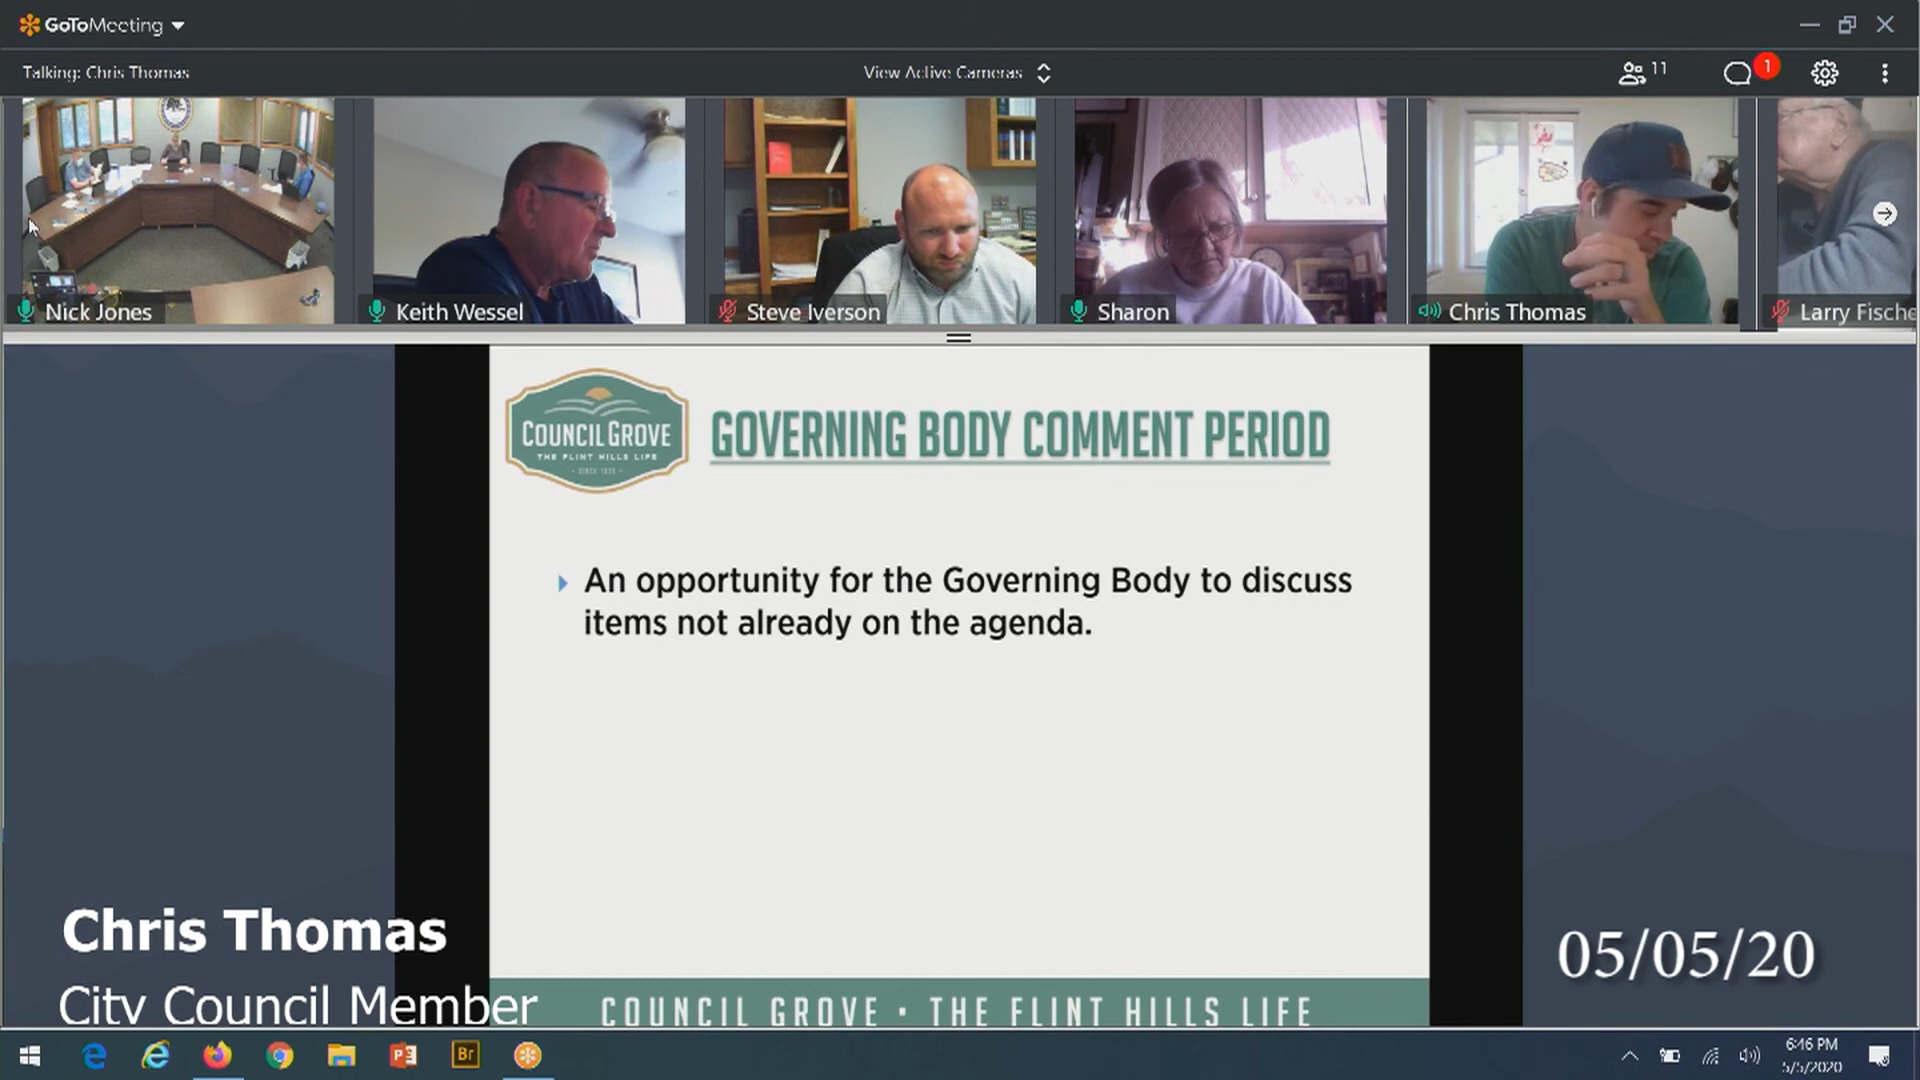 GoToMeeting
Talking: Chris Thomas
View Active Cameras
11
1
Nick Jones
Keith Wessel
Steve Iverson
Sharon
Chris Thomas
Larry Fische
COUNCIL GROVE
THE FLINT HILLS LIFE
GOVERNING BODY COMMENT PERIOD
An opportunity for the Governing Body to discuss
items not already on the agenda.
Chris Thomas
City Council Member
05/05/20
COUNCIL GROVE · THE FLINT HILLS LIFE
Br
6:46 PM
5/5/2020